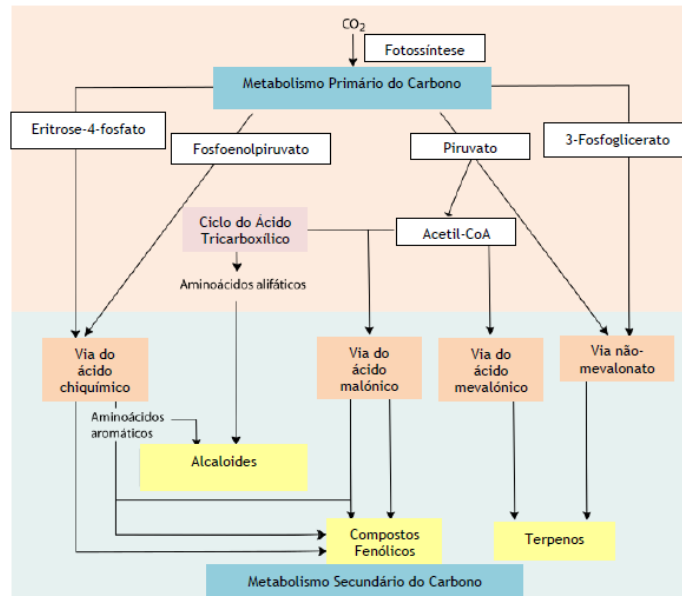 CO₂
Fotossíntese
Metabolismo Primário do Carbono
Eritrose-4-fosfato
Fosfoenolpiruvato
Piruvato
3-Fosfoglicerato
Ciclo do Ácido
Tricarboxílico
Acetil-CoA
Aminoácidos alifáticos
Via do
ácido
chiquímico
Via do
ácido
malónico
Via do
ácido
mevalónico
Via não-
mevalonato
Aminoácidos
aromáticos
Alcaloides
Compostos
Fenólicos
Terpenos
Metabolismo Secundário do Carbono